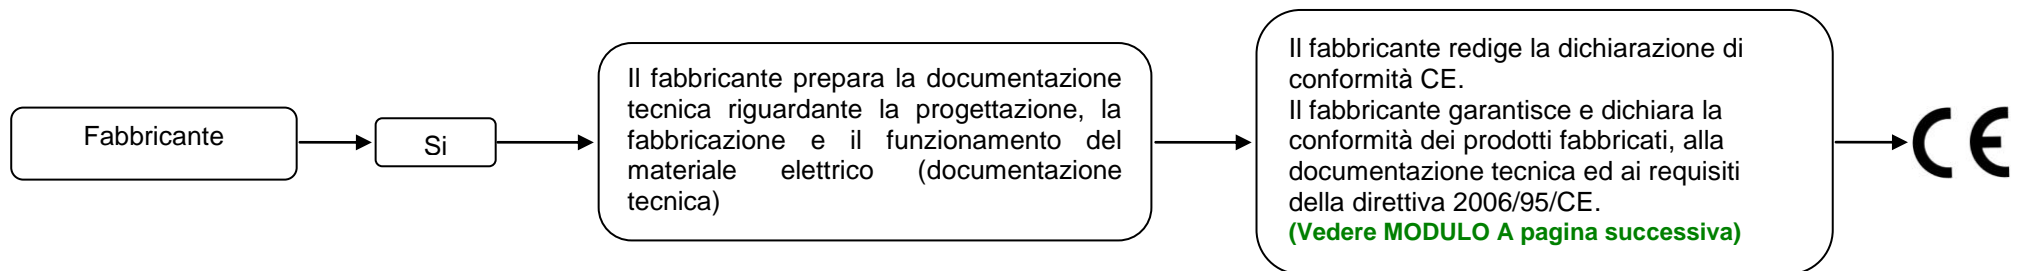 Fabbricante
Si
Il fabbricante prepara la documentazione
tecnica riguardante la progettazione, la
fabbricazione e il funzionamento del
materiale elettrico (documentazione
tecnica)
Il fabbricante redige la dichiarazione di
conformità CE.
Il fabbricante garantisce e dichiara la
conformità dei prodotti fabbricati, alla
documentazione tecnica ed ai requisiti
della direttiva 2006/95/CE.
(Vedere MODULO A pagina successiva)
CE